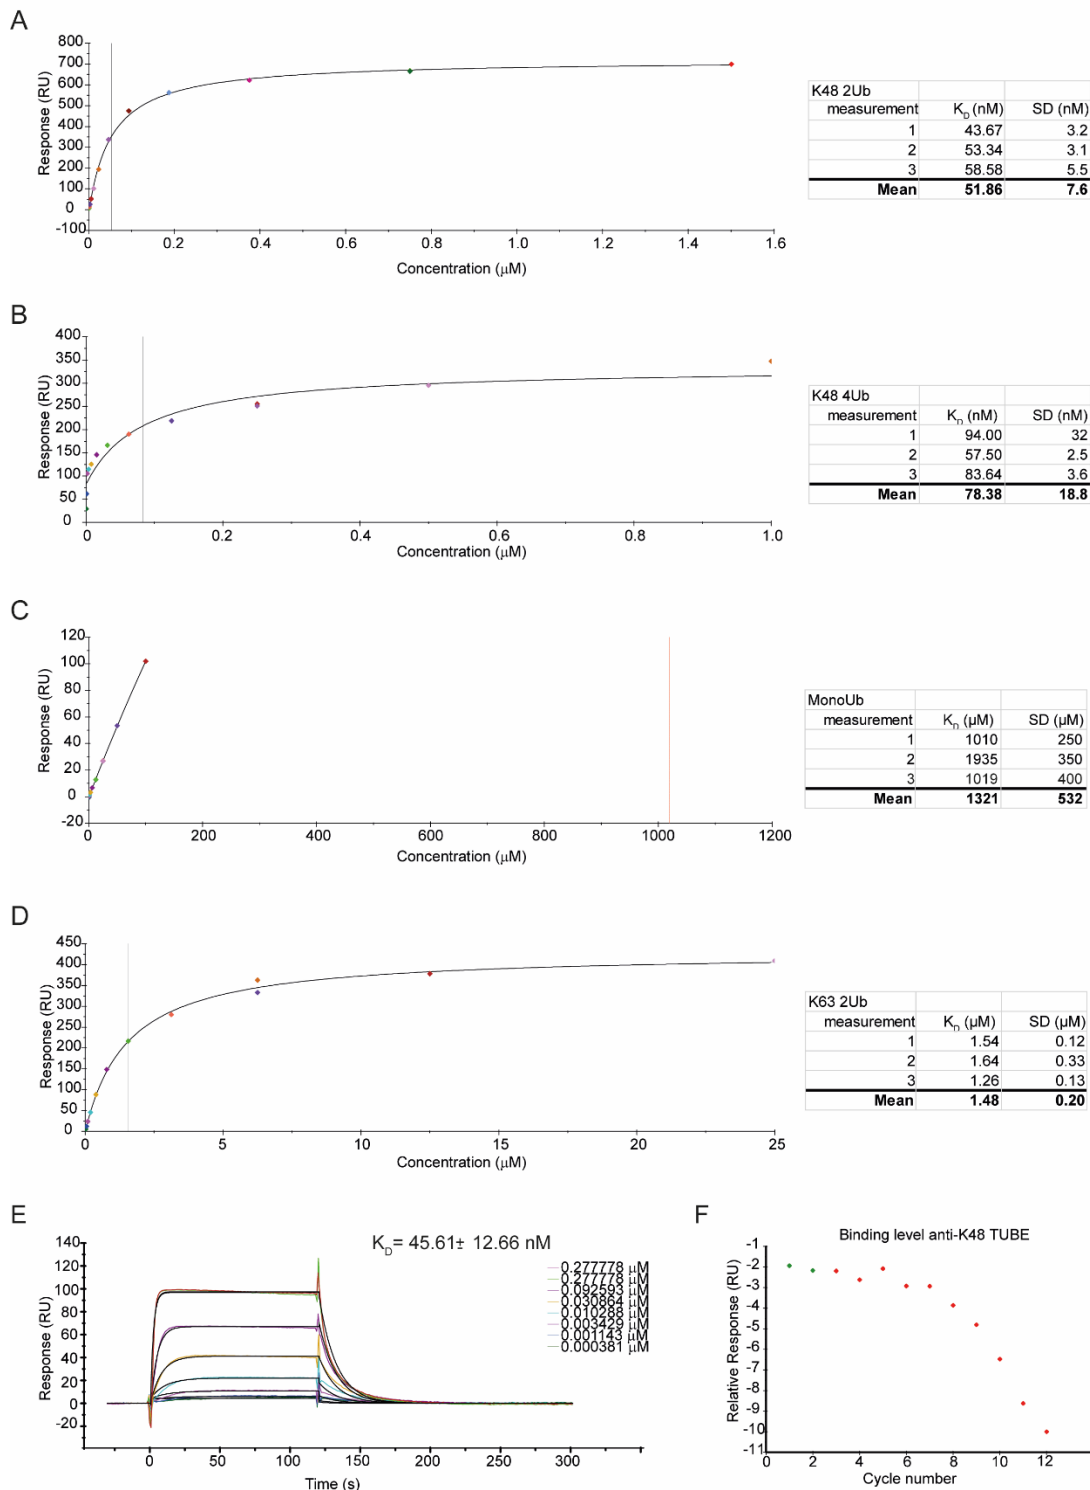 A
800
700
600
500
400
300
200
100
0
-100
Response (RU)
0 0.2 0.4 0.6 0.8 1.0 1.2 1.4 1.6
Concentration (μM)
K48 2Ub
measurement K_D (nM) SD (nM)
1 43.67 3.2
2 53.34 3.1
3 58.58 5.5
Mean 51.86 7.6
B
400
350
300
250
200
150
100
50
0
Response (RU)
0 0.2 0.4 0.6 0.8 1.0
Concentration (μM)
K48 4Ub
measurement K_D (nM) SD (nM)
1 94.00 32
2 57.50 2.5
3 83.64 3.6
Mean 78.38 18.8
C
120
100
80
60
40
20
0
-20
Response (RU)
0 200 400 600 800 1000 1200
Concentration (μM)
MonoUb
measurement K_D (μM) SD (μM)
1 1010 250
2 1935 350
3 1019 400
Mean 1321 532
D
450
400
350
300
250
200
150
100
50
0
Response (RU)
0 5 10 15 20 25
Concentration (μM)
K63 2Ub
measurement K_D (μM) SD (μM)
1 1.54 0.12
2 1.64 0.33
3 1.26 0.13
Mean 1.48 0.20
E
K_D= 45.61± 12.66 nM
140
120
100
80
60
40
20
0
-20
Response (RU)
0 50 100 150 200 250 300
Time (s)
0.277778 μM
0.277778 μM
0.092593 μM
0.030864 μM
0.010288 μM
0.003429 μM
0.001143 μM
0.000381 μM
F
Binding level anti-K48 TUBE
-1
-2
-3
-4
-5
-6
-7
-8
-9
-10
-11
Relative Response (RU)
0 2 4 6 8 10 12
Cycle number